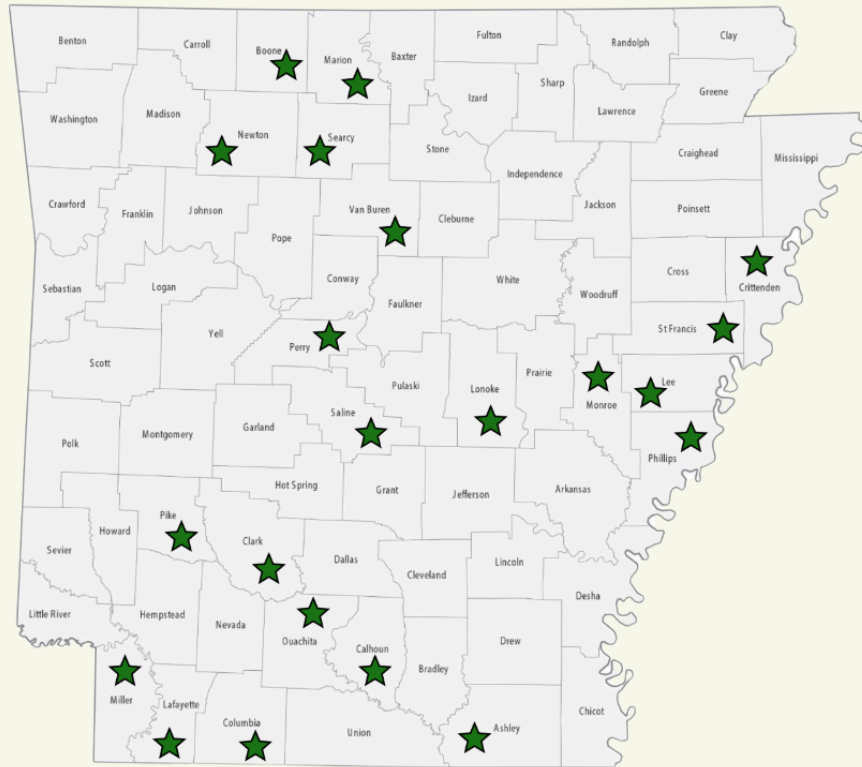 Benton
Carroll
Boone
Marion
Baxter
Fulton
Randolph
Clay
Washington
Madison
Newton
Searcy
Stone
Izard
Sharp
Lawrence
Greene
Crawford
Franklin
Johnson
Pope
Van Buren
Cleburne
Independence
Jackson
Craighead
Mississippi
Poinsett
Sebastian
Logan
Conway
Faulkner
White
Woodruff
Cross
Crittenden
Scott
Yell
Perry
Pulaski
Lonoke
Prairie
Monroe
St Francis
Lee
Polk
Montgomery
Garland
Saline
Hot Spring
Grant
Jefferson
Arkansas
Phillips
Sevier
Howard
Pike
Clark
Dallas
Cleveland
Lincoln
Desha
Little River
Hempstead
Nevada
Ouachita
Calhoun
Bradley
Drew
Miller
Lafayette
Columbia
Union
Ashley
Chicot